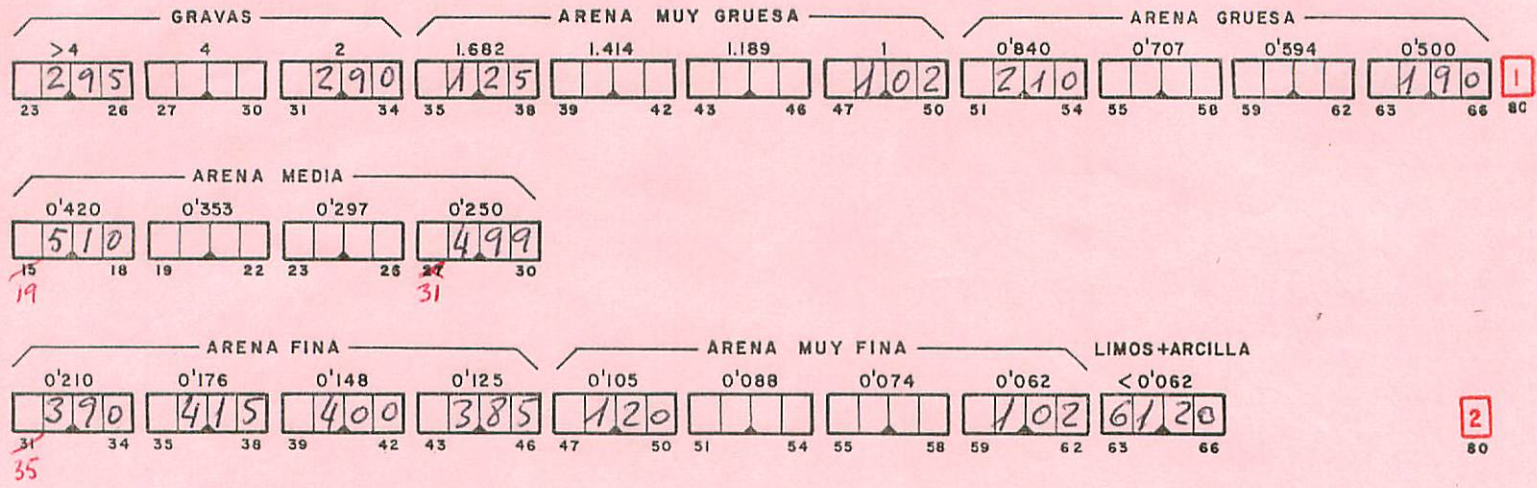 GRAVAS ARENA MUY GRUESA ARENA GRUESA
>4 4 2 1.682 1.414 1.189 1 0'840 0'707 0'594 0'500
295 290 125 102 210 190 1
23 26 27 30 31 34 35 38 39 42 43 46 47 50 51 54 55 58 59 62 63 66 80
ARENA MEDIA
0'420 0'353 0'297 0'250
510 499
15 18 19 22 23 26 27 30
19 31
ARENA FINA ARENA MUY FINA LIMOS+ARCILLA
0'210 0'176 0'148 0'125 0'105 0'088 0'074 0'062 <0'062
390 415 400 385 120 102 6120 2
31 34 35 38 39 42 43 46 47 50 51 54 55 58 59 62 63 66 80
35